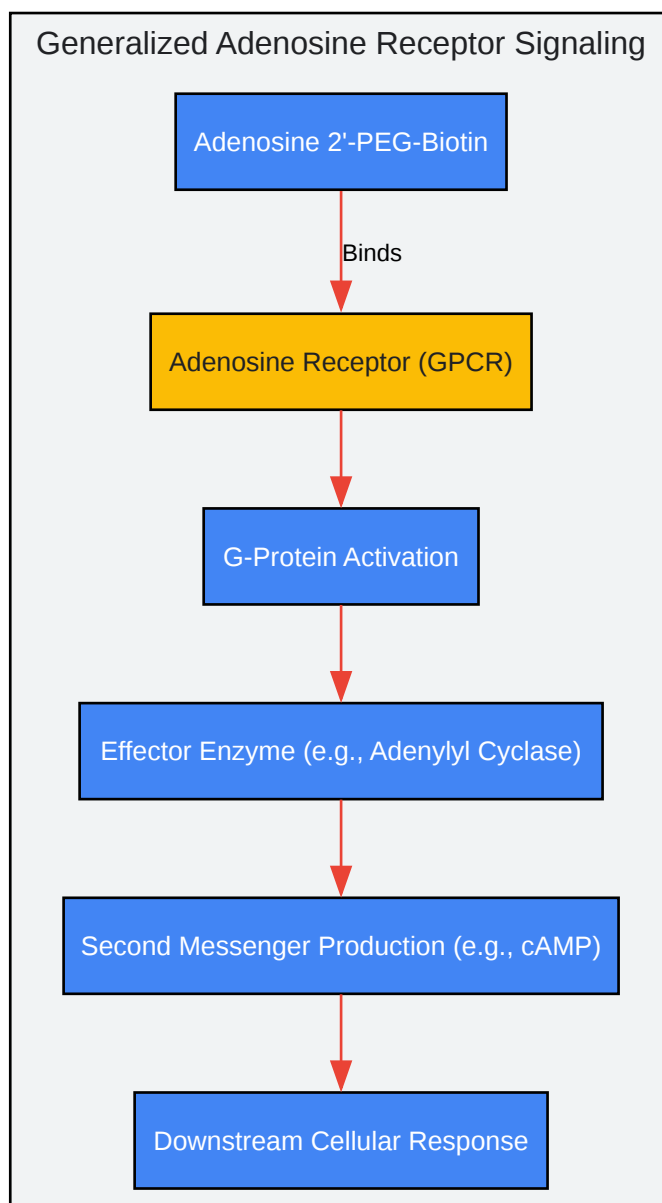 Generalized Adenosine Receptor Signaling
Adenosine 2'-PEG-Biotin
Binds
Adenosine Receptor (GPCR)
G-Protein Activation
Effector Enzyme (e.g., Adenylyl Cyclase)
Second Messenger Production (e.g., cAMP)
Downstream Cellular Response